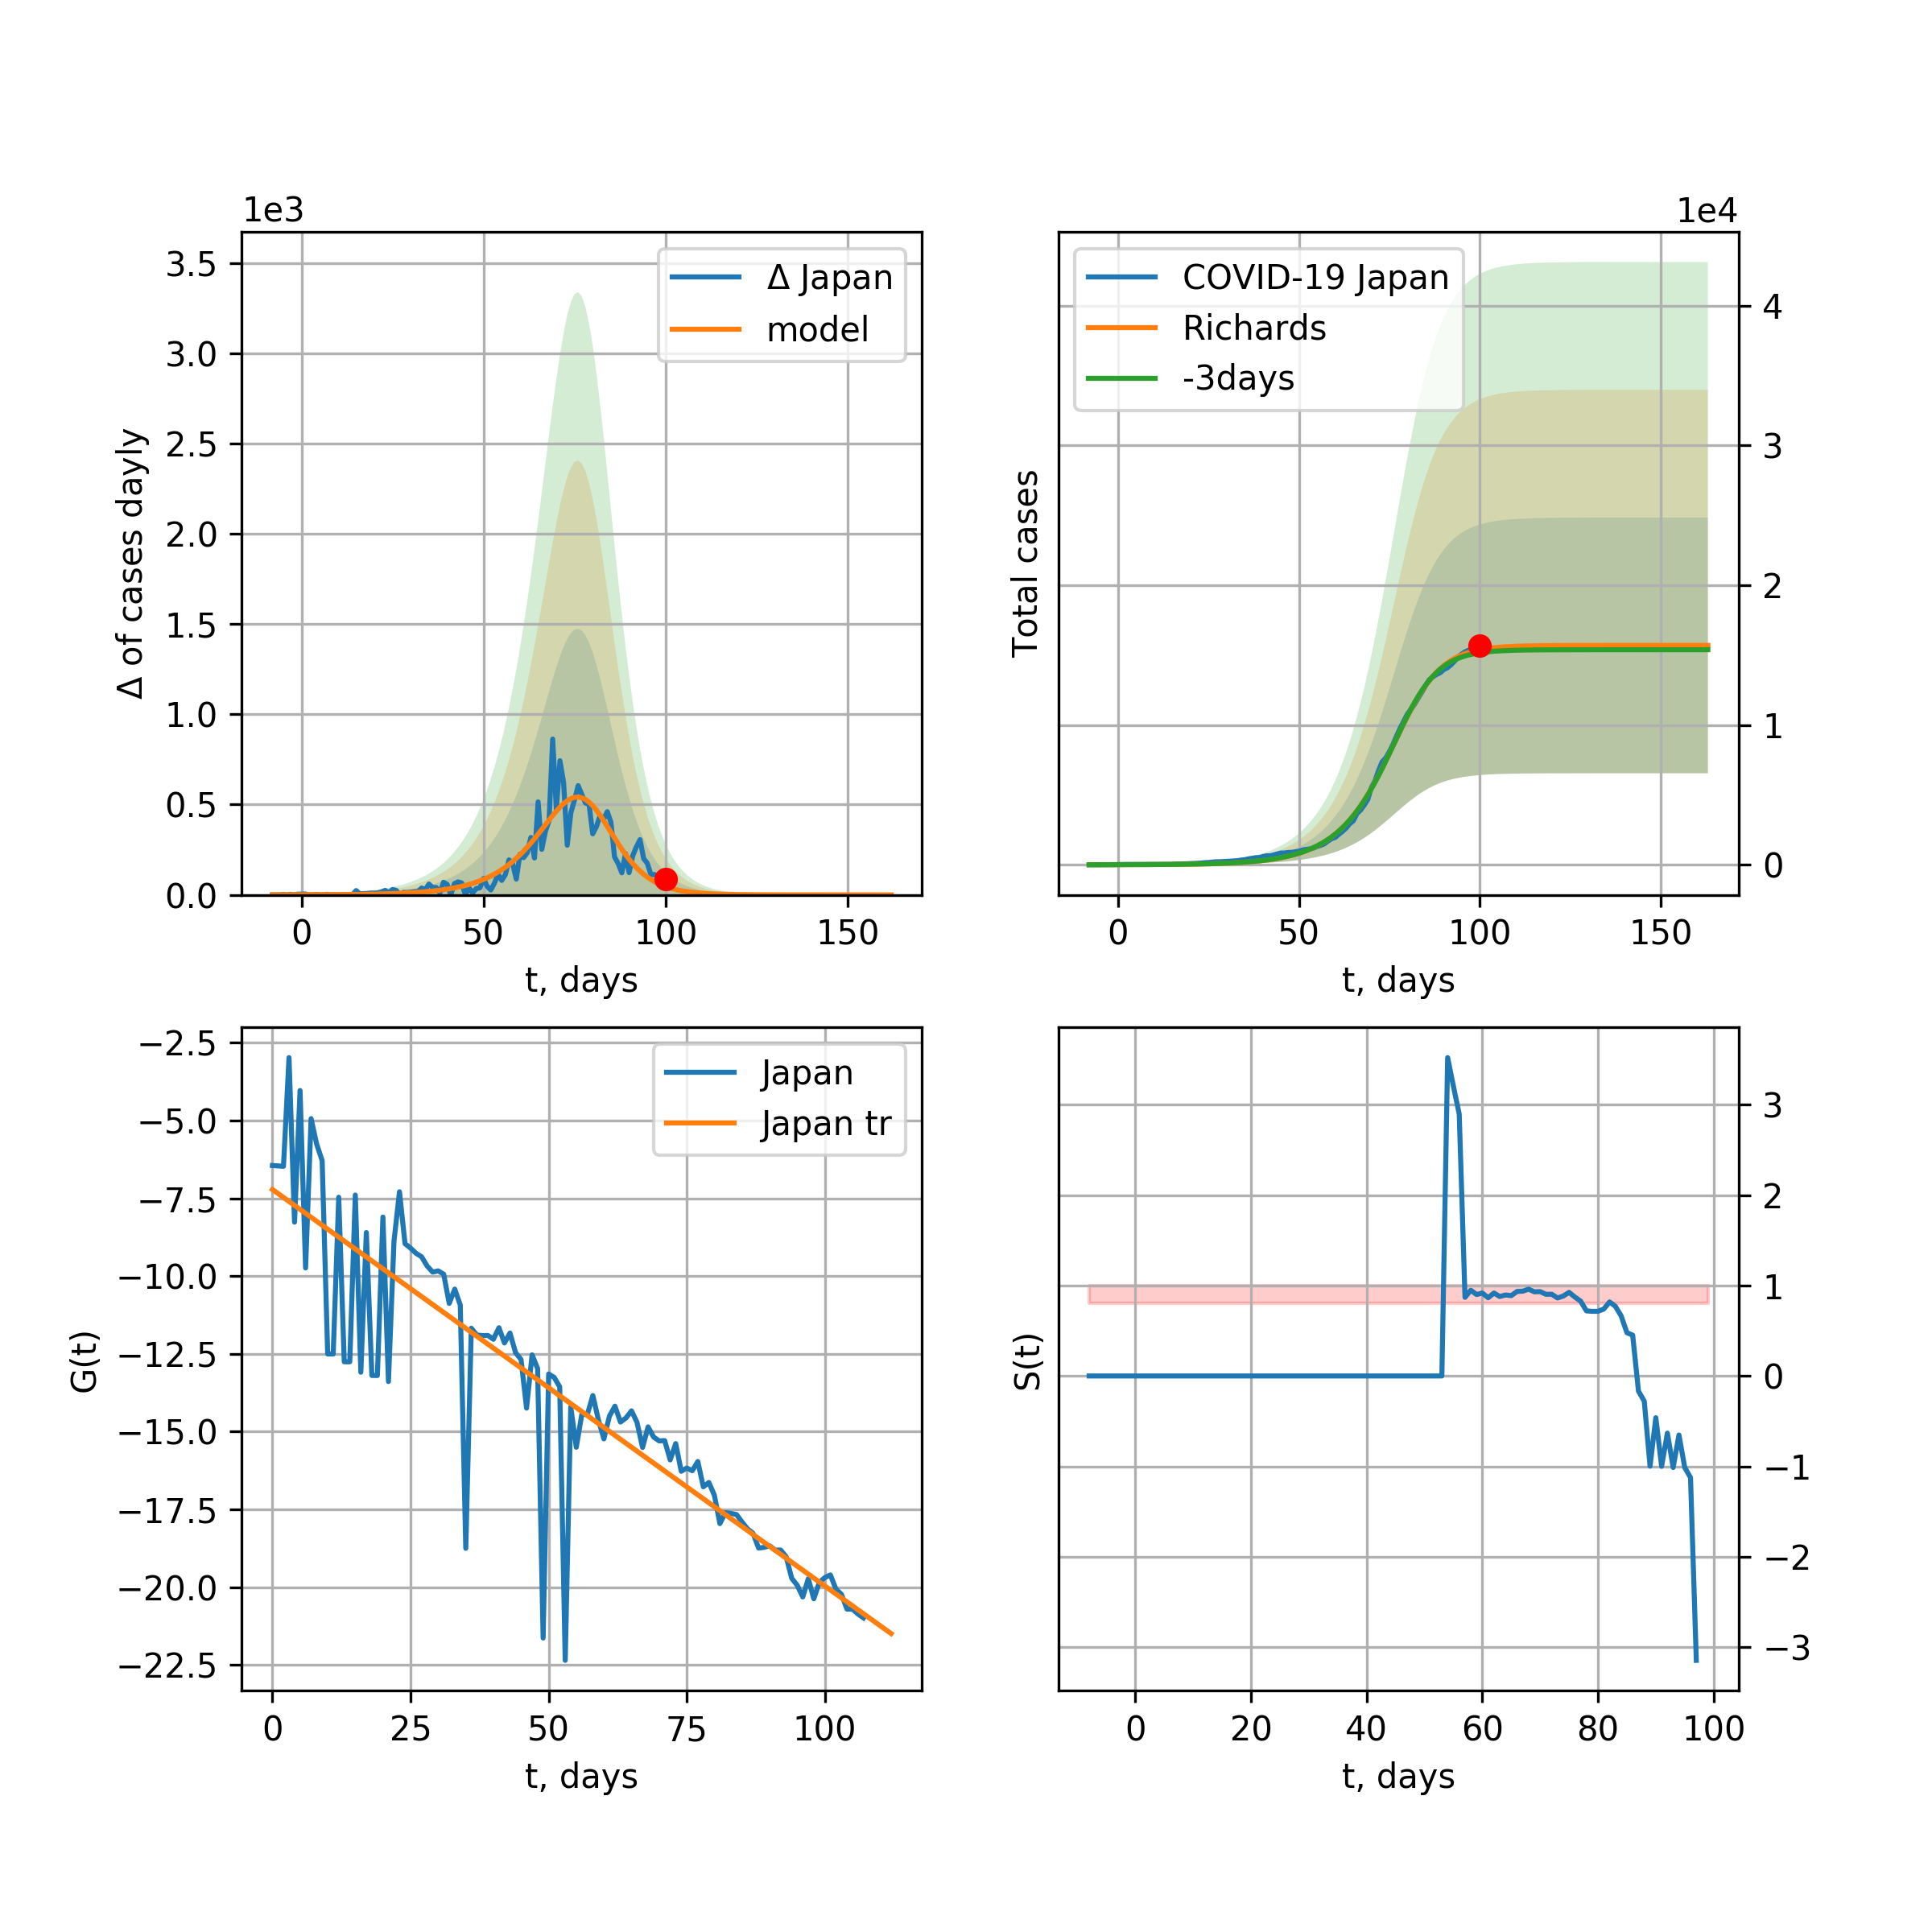 1e3
3.5
3.0
2.5
2.0
1.5
1.0
0.5
0.0
Δ of cases dayly
Δ Japan
model
0
50
100
150
t, days
1e4
Total cases
COVID-19 Japan
Richards
-3days
4
3
2
1
0
0
50
100
150
t, days
−2.5
−5.0
−7.5
−10.0
−12.5
−15.0
−17.5
−20.0
−22.5
G(t)
Japan
Japan tr
0
25
50
75
100
t, days
S(t)
3
2
1
0
−1
−2
−3
0
20
40
60
80
100
t, days